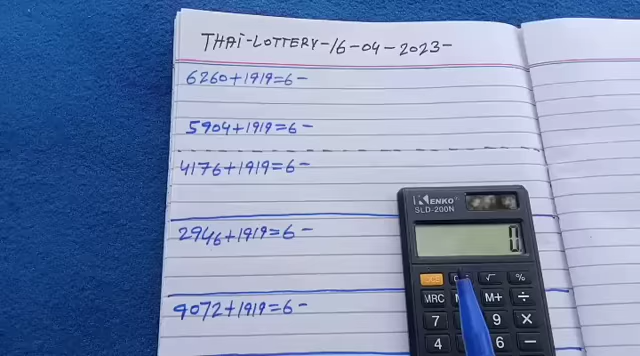 THAI-LOTTERY-16-04-2023-
6260+1919=6-
5904+1919=6-
4176+1919=6-
2946+1919=6-
9072+1919=6-
KENKO
SLD-200N
0
√ %
MRC M+ ÷
7 9 X
4 6 −